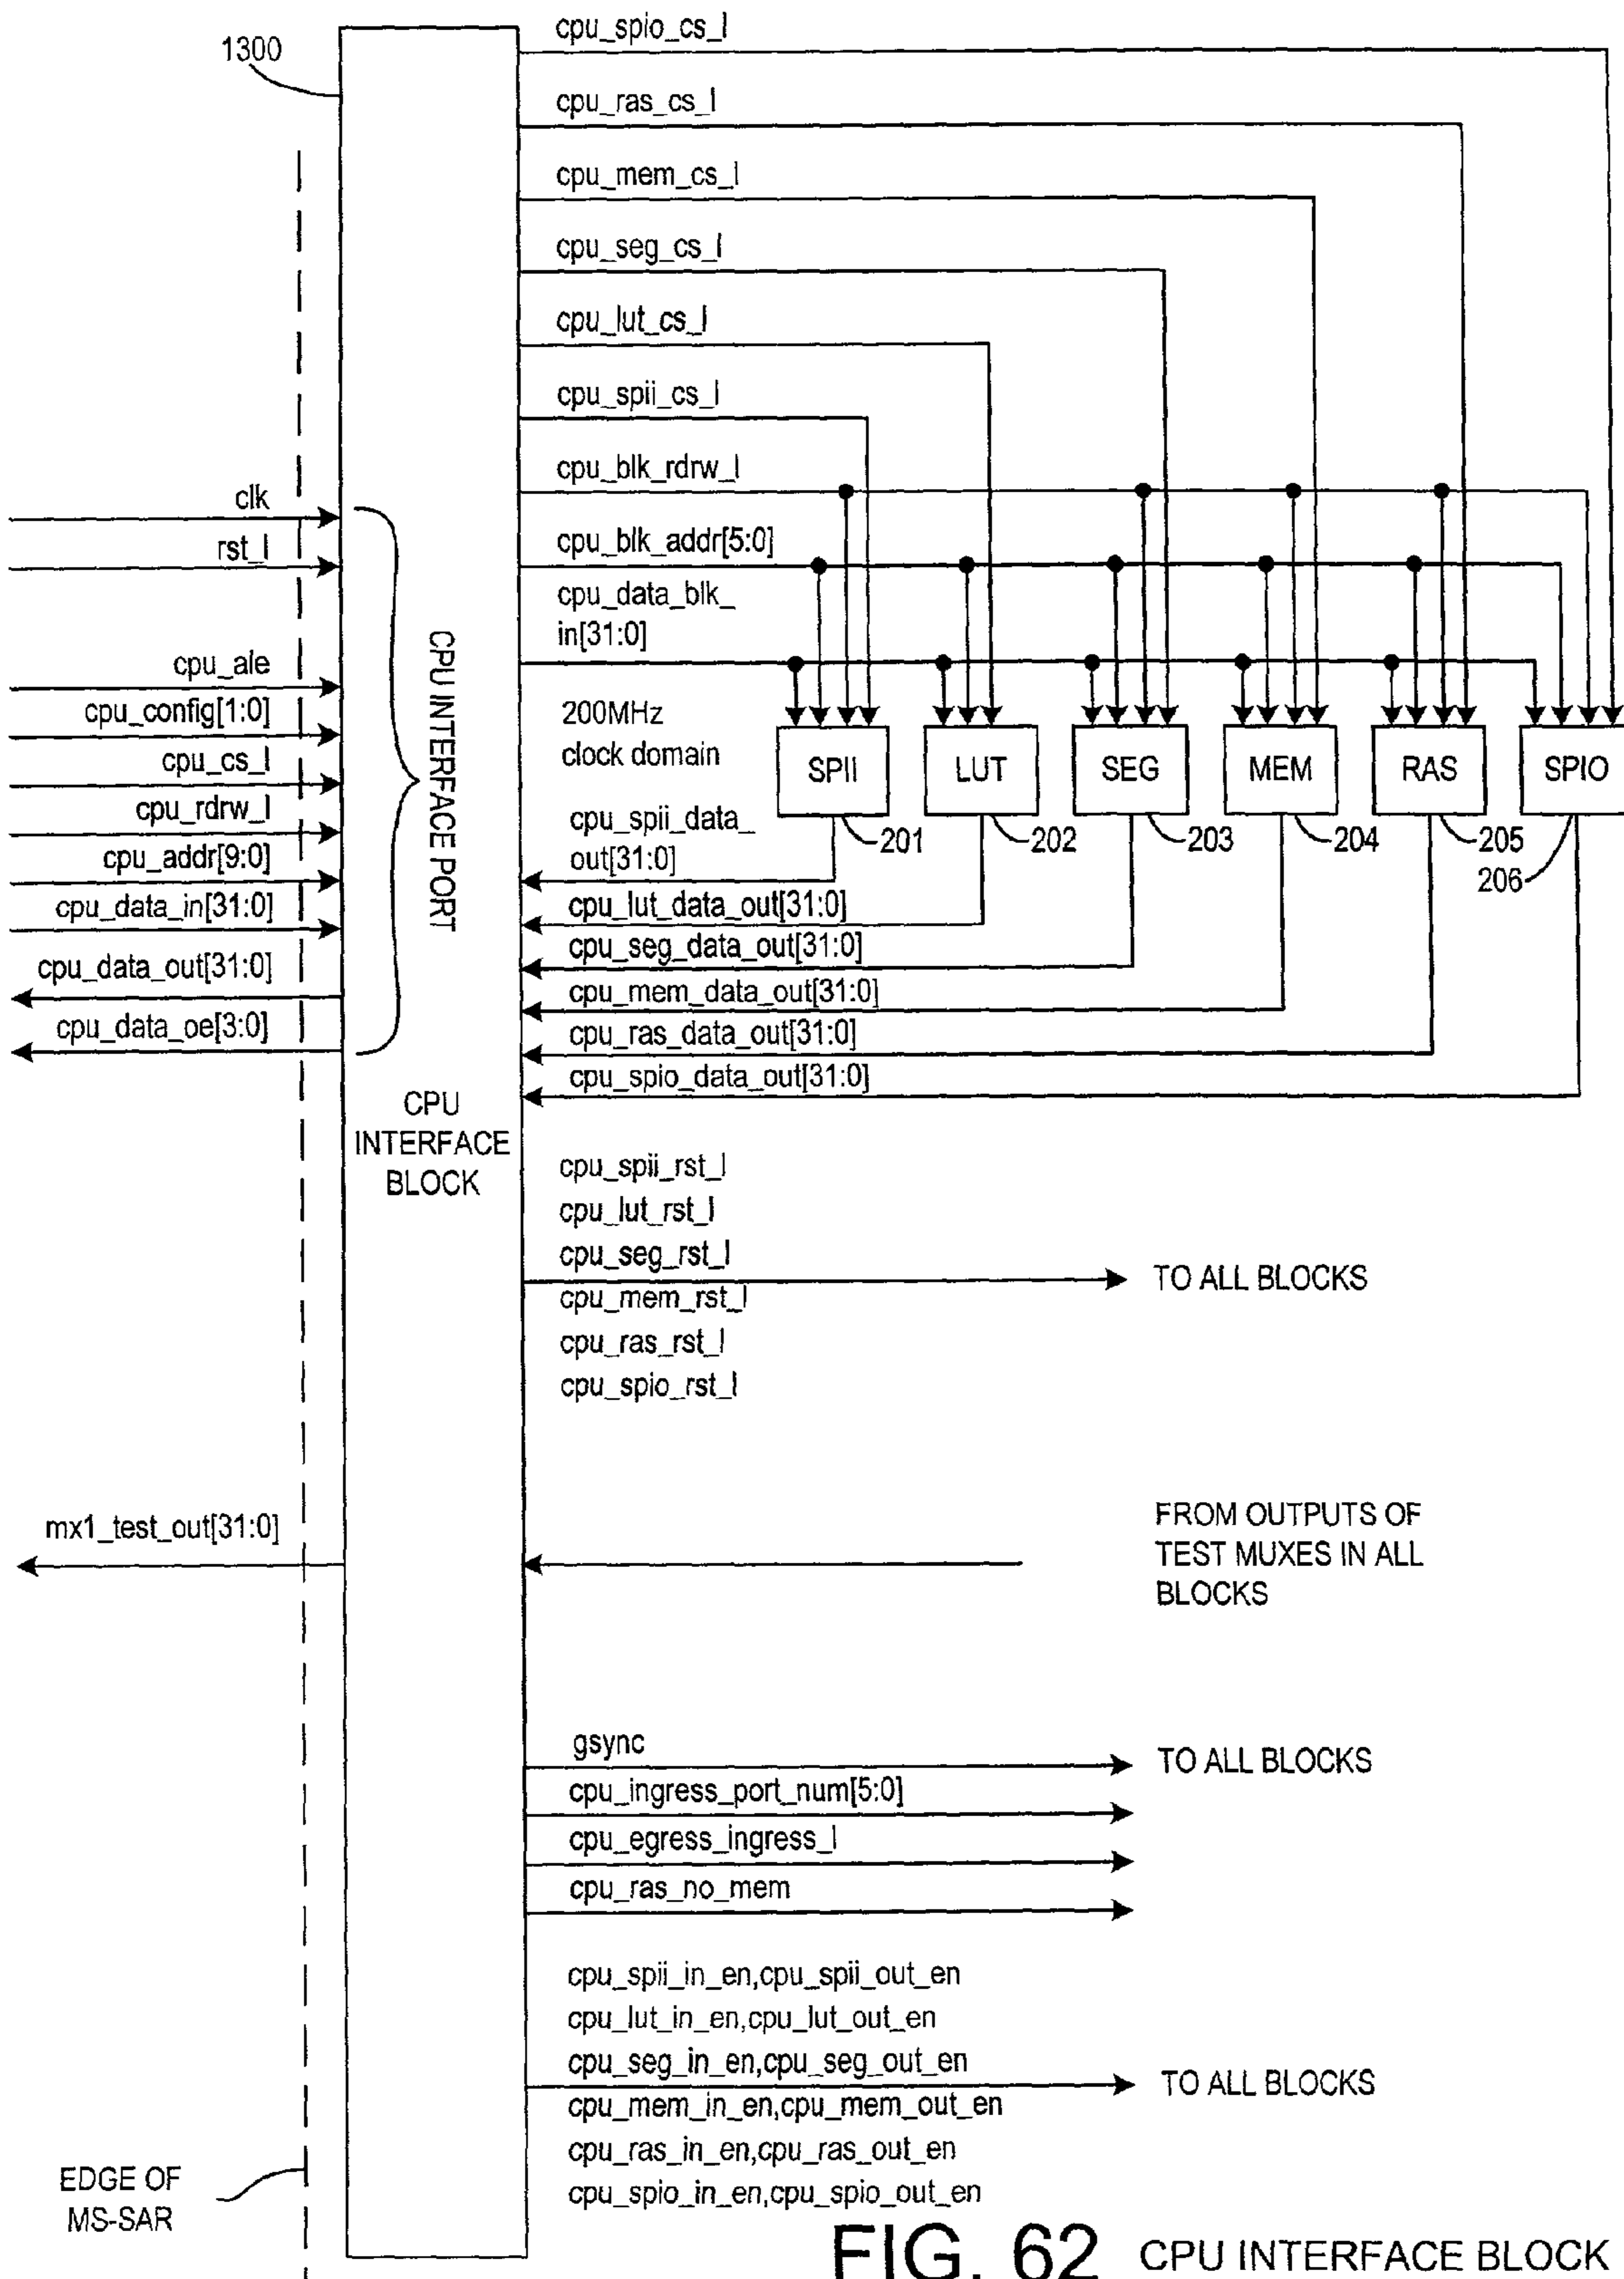 1300
cpu_spio_cs_l
cpu_ras_cs_l
cpu_mem_cs_l
cpu_seg_cs_l
cpu_lut_cs_l
cpu_spii_cs_l
cpu_blk_rdrw_l
cpu_blk_addr[5:0]
cpu_data_blk_
in[31:0]
clk
rst_l
cpu_ale
cpu_config[1:0]
cpu_cs_l
cpu_rdrw_l
cpu_addr[9:0]
cpu_data_in[31:0]
cpu_data_out[31:0]
cpu_data_oe[3:0]
CPU INTERFACE PORT
200MHz
clock domain
SPII
LUT
SEG
MEM
RAS
SPIO
201
202
203
204
205
206
cpu_spii_data_
out[31:0]
cpu_lut_data_out[31:0]
cpu_seg_data_out[31:0]
cpu_mem_data_out[31:0]
cpu_ras_data_out[31:0]
cpu_spio_data_out[31:0]
CPU
INTERFACE
BLOCK
cpu_spii_rst_l
cpu_lut_rst_l
cpu_seg_rst_l
cpu_mem_rst_l
cpu_ras_rst_l
cpu_spio_rst_l
TO ALL BLOCKS
mx1_test_out[31:0]
FROM OUTPUTS OF
TEST MUXES IN ALL
BLOCKS
gsync
TO ALL BLOCKS
cpu_ingress_port_num[5:0]
cpu_egress_ingress_l
cpu_ras_no_mem
cpu_spii_in_en,cpu_spii_out_en
cpu_lut_in_en,cpu_lut_out_en
cpu_seg_in_en,cpu_seg_out_en
cpu_mem_in_en,cpu_mem_out_en
cpu_ras_in_en,cpu_ras_out_en
cpu_spio_in_en,cpu_spio_out_en
TO ALL BLOCKS
EDGE OF
MS-SAR
FIG. 62 CPU INTERFACE BLOCK